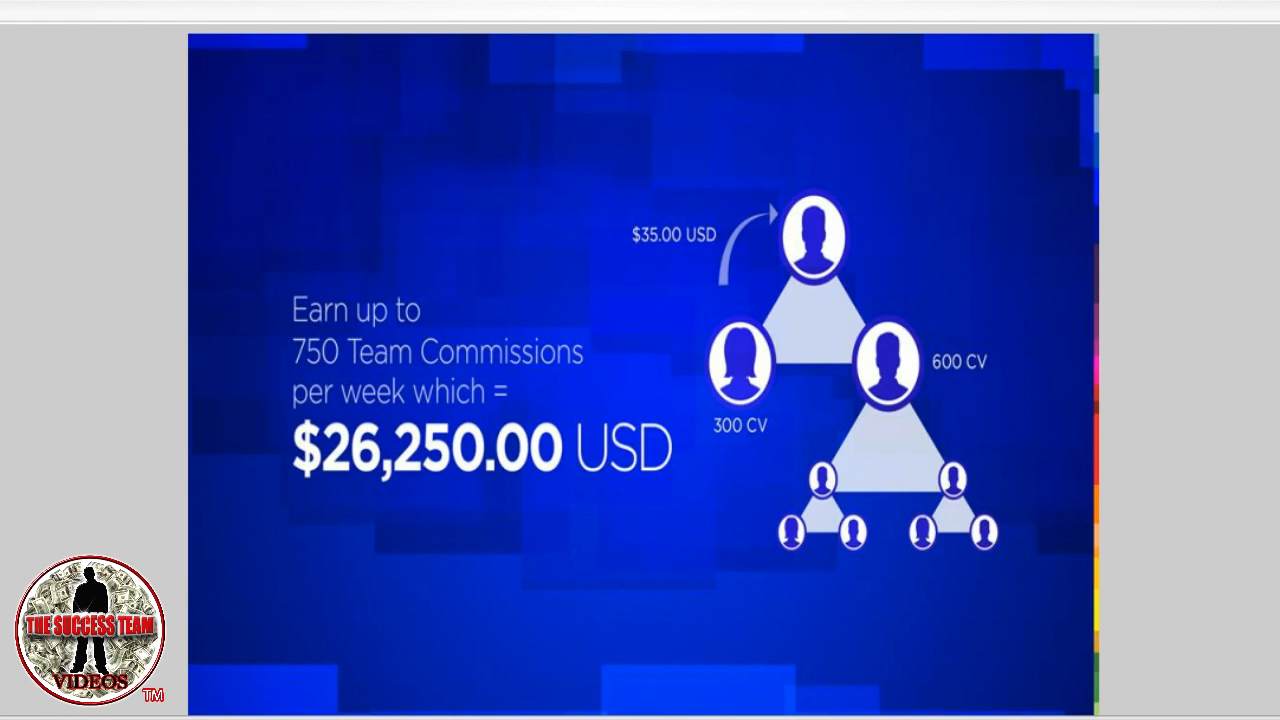 $35.00 USD
Earn up to
750 Team Commissions
per week which =
$26,250.00 USD
600 CV
300 CV
THE SUCCESS TEAM
VIDEOS
TM